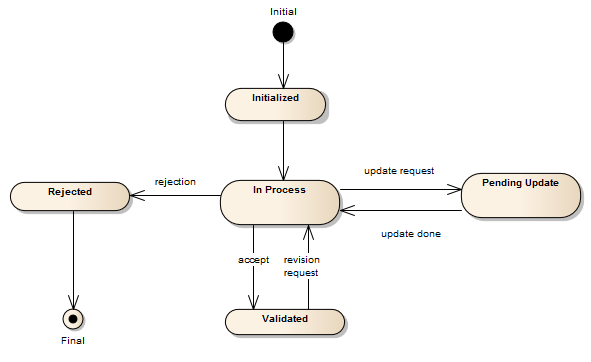 Initial
Initialized
Rejected
rejection
In Process
update request
Pending Update
update done
accept
revision
request
Validated
Final